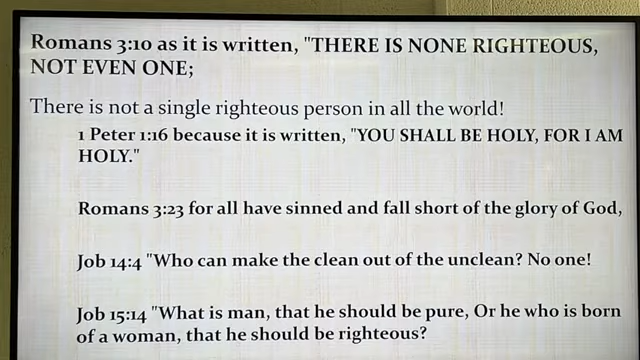 Romans 3:10 as it is written, "THERE IS NONE RIGHTEOUS,
NOT EVEN ONE;
There is not a single righteous person in all the world!
1 Peter 1:16 because it is written, "YOU SHALL BE HOLY, FOR I AM
HOLY."
Romans 3:23 for all have sinned and fall short of the glory of God,
Job 14:4 "Who can make the clean out of the unclean? No one!
Job 15:14 "What is man, that he should be pure, Or he who is born
of a woman, that he should be righteous?